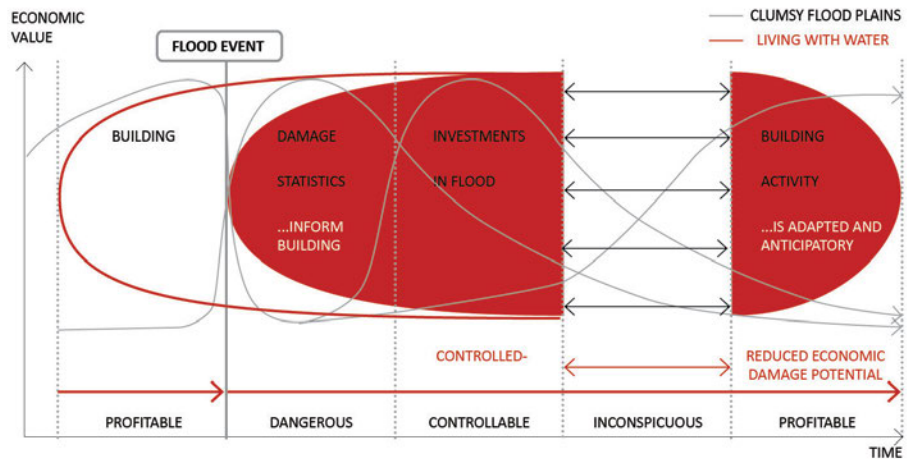 ECONOMIC
VALUE
CLUMSY FLOOD PLAINS
LIVING WITH WATER
FLOOD EVENT
BUILDING
DAMAGE
STATISTICS
...INFORM
BUILDING
INVESTMENTS
IN FLOOD
BUILDING
ACTIVITY
...IS ADAPTED AND
ANTICIPATORY
CONTROLLED-
REDUCED ECONOMIC
DAMAGE POTENTIAL
PROFITABLE
DANGEROUS
CONTROLLABLE
INCONSPICUOUS
PROFITABLE
TIME